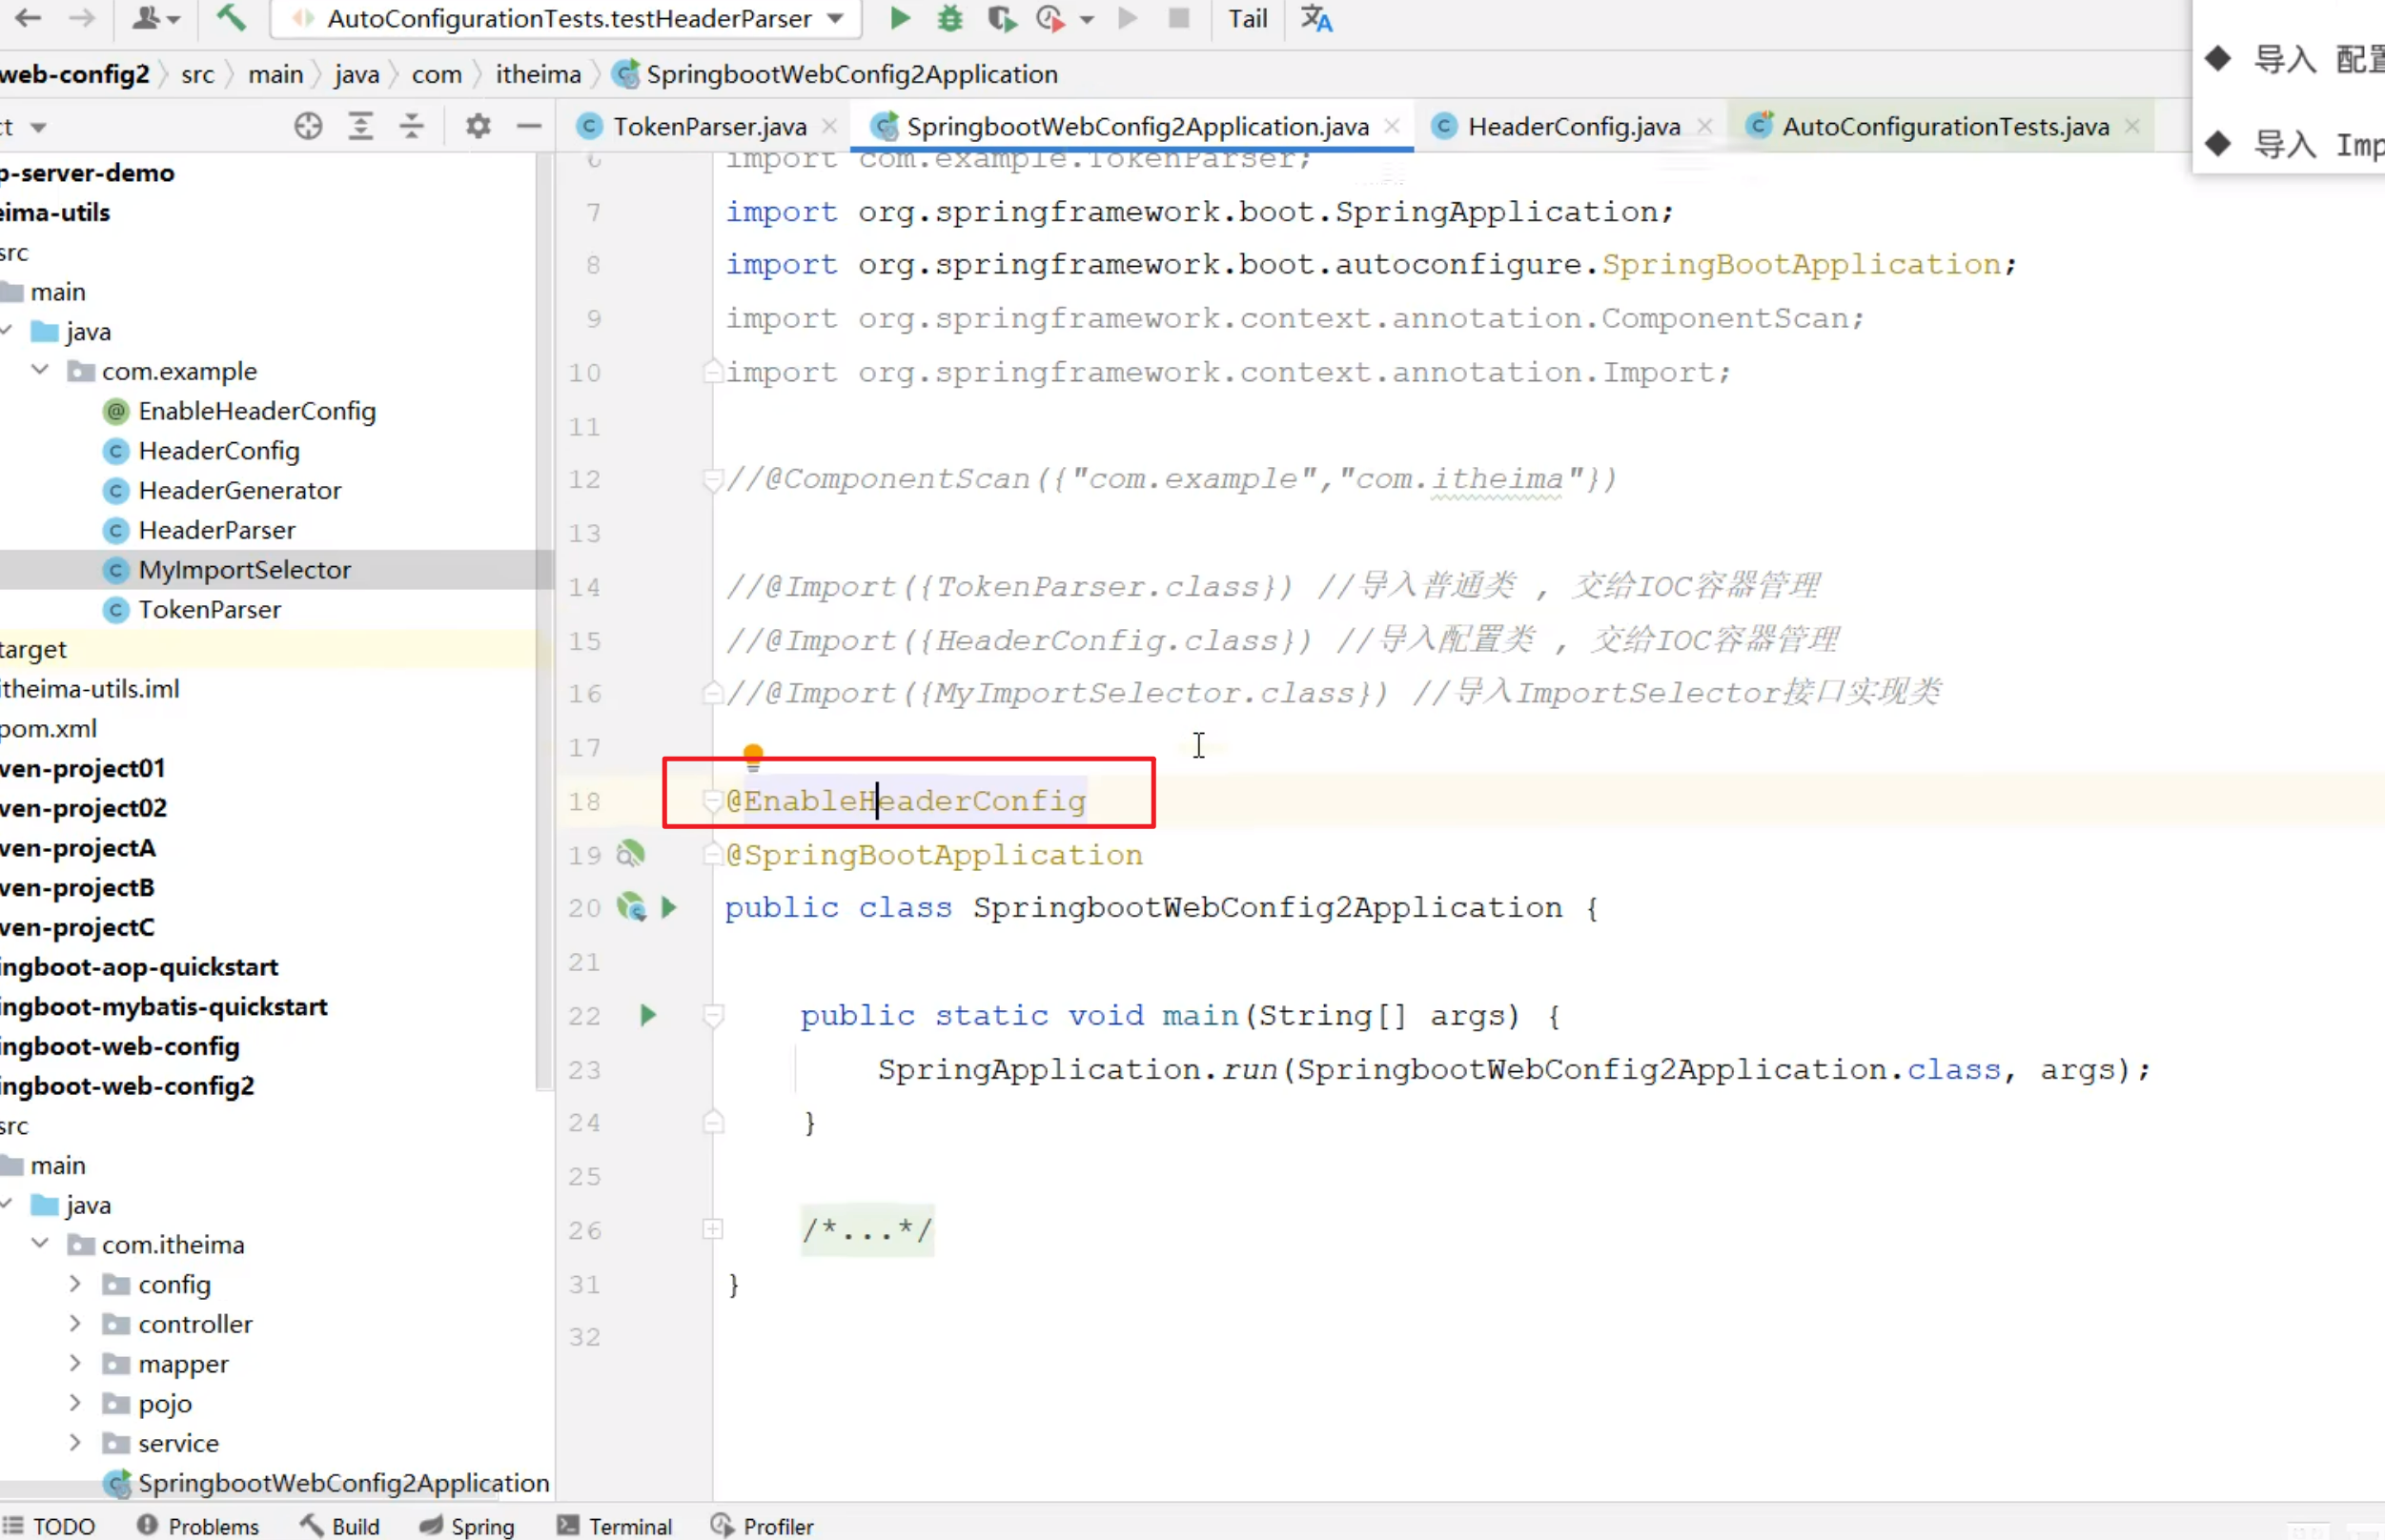 AutoConfigurationTests.testHeaderParser
Tail
web-config2 src main java com itheima SpringbootWebConfig2Application
导入
导入 Imp
TokenParser.java SpringbootWebConfig2Application.java HeaderConfig.java AutoConfigurationTests.java
p-server-demo
eima-utils
src
main
java
com.example
EnableHeaderConfig
HeaderConfig
HeaderGenerator
HeaderParser
MyImportSelector
TokenParser
target
itheima-utils.iml
pom.xml
ven-project01
ven-project02
ven-projectA
ven-projectB
ven-projectC
ingboot-aop-quickstart
ingboot-mybatis-quickstart
ingboot-web-config
ingboot-web-config2
src
main
java
com.itheima
config
controller
mapper
pojo
service
SpringbootWebConfig2Application
6 import com.example.TokenParser;
7 import org.springframework.boot.SpringApplication;
8 import org.springframework.boot.autoconfigure.SpringBootApplication;
9 import org.springframework.context.annotation.ComponentScan;
10 import org.springframework.context.annotation.Import;
11
12 //@ComponentScan({"com.example","com.itheima"})
13
14 //@Import({TokenParser.class}) //导入普通类 , 交给IOC容器管理
15 //@Import({HeaderConfig.class}) //导入配置类 , 交给IOC容器管理
16 //@Import({MyImportSelector.class}) //导入ImportSelector接口实现类
17
18 @EnableHeaderConfig
19 @SpringBootApplication
20 public class SpringbootWebConfig2Application {
21
22 public static void main(String[] args) {
23 SpringApplication.run(SpringbootWebConfig2Application.class, args);
24 }
25
26 /*...*/
31 }
32
TODO Problems Build Spring Terminal Profiler